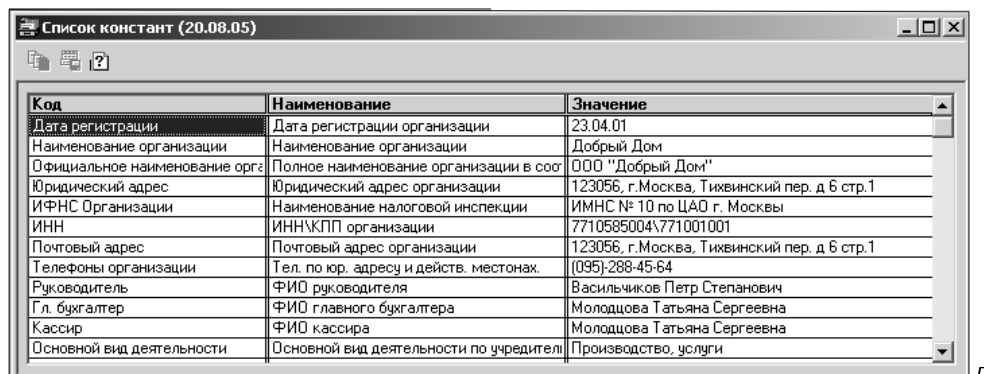 Список констант (20.08.05)
Код Наименование Значение
Дата регистрации Дата регистрации организации 23.04.01
Наименование организации Наименование организации Добрый Дом
Официальное наименование орга Полное наименование организации в соот ООО "Добрый Дом"
Юридический адрес Юридический адрес организации 123056, г.Москва, Тихвинский пер. д 6 стр.1
ИФНС Организации Наименование налоговой инспекции ИМНС № 10 по ЦАО г. Москвы
ИНН ИНН\КПП организации 7710585004\771001001
Почтовый адрес Почтовый адрес организации 123056, г.Москва, Тихвинский пер. д 6 стр.1
Телефоны организации Тел. по юр. адресу и действ. местонах. (095)-288-45-64
Руководитель ФИО руководителя Васильчиков Петр Степанович
Гл. бухгалтер ФИО главного бухгалтера Молодцова Татьяна Сергеевна
Кассир ФИО кассира Молодцова Татьяна Сергеевна
Основной вид деятельности Основной вид деятельности по учредител Производство, услуги